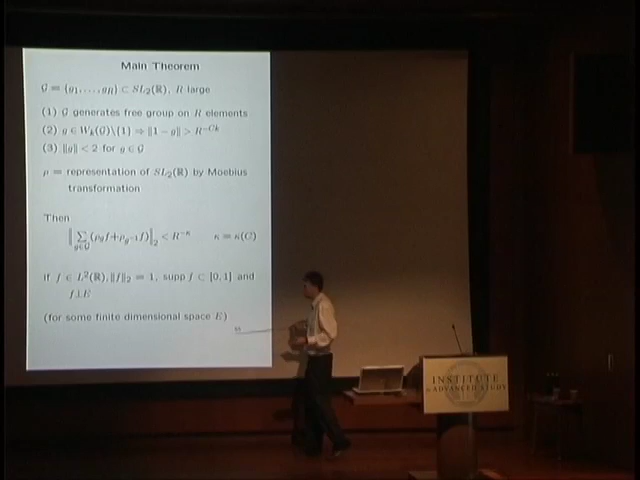 Main Theorem
𝒢 = {g₁, . . . , g_R} ⊂ SL₂(ℝ), R large
(1) 𝒢 generates free group on R elements
(2) g ∈ W_k(𝒢)\{1} ⇒ ‖1 − g‖ > R^{−Ck}
(3) ‖g‖ < 2 for g ∈ 𝒢
ρ = representation of SL₂(ℝ) by Moebius
transformation
Then
‖ ∑_{g∈𝒢} (ρ_g f + ρ_{g^{−1}} f) ‖₂ < R^{−κ} κ = κ(C)
if f ∈ L²(ℝ), ‖f‖₂ = 1, supp f ⊂ [0, 1] and
f⊥E
(for some finite dimensional space E)
INSTITUTE
ADVANCED STUDY